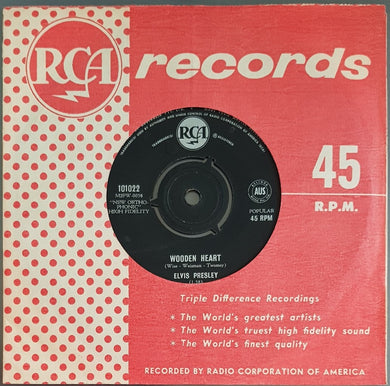 RCA
records
45
R.P.M.
RCA
101022
"NEW ORTHO-
PHONIC"
HIGH FIDELITY
AUS
POPULAR
45 RPM
WOODEN HEART
(Wise - Weisman - Twomey)
ELVIS PRESLEY
Triple Difference Recordings
* The World's greatest artists
* The World's truest high fidelity sound
* The World's finest quality
RECORDED BY RADIO CORPORATION OF AMERICA